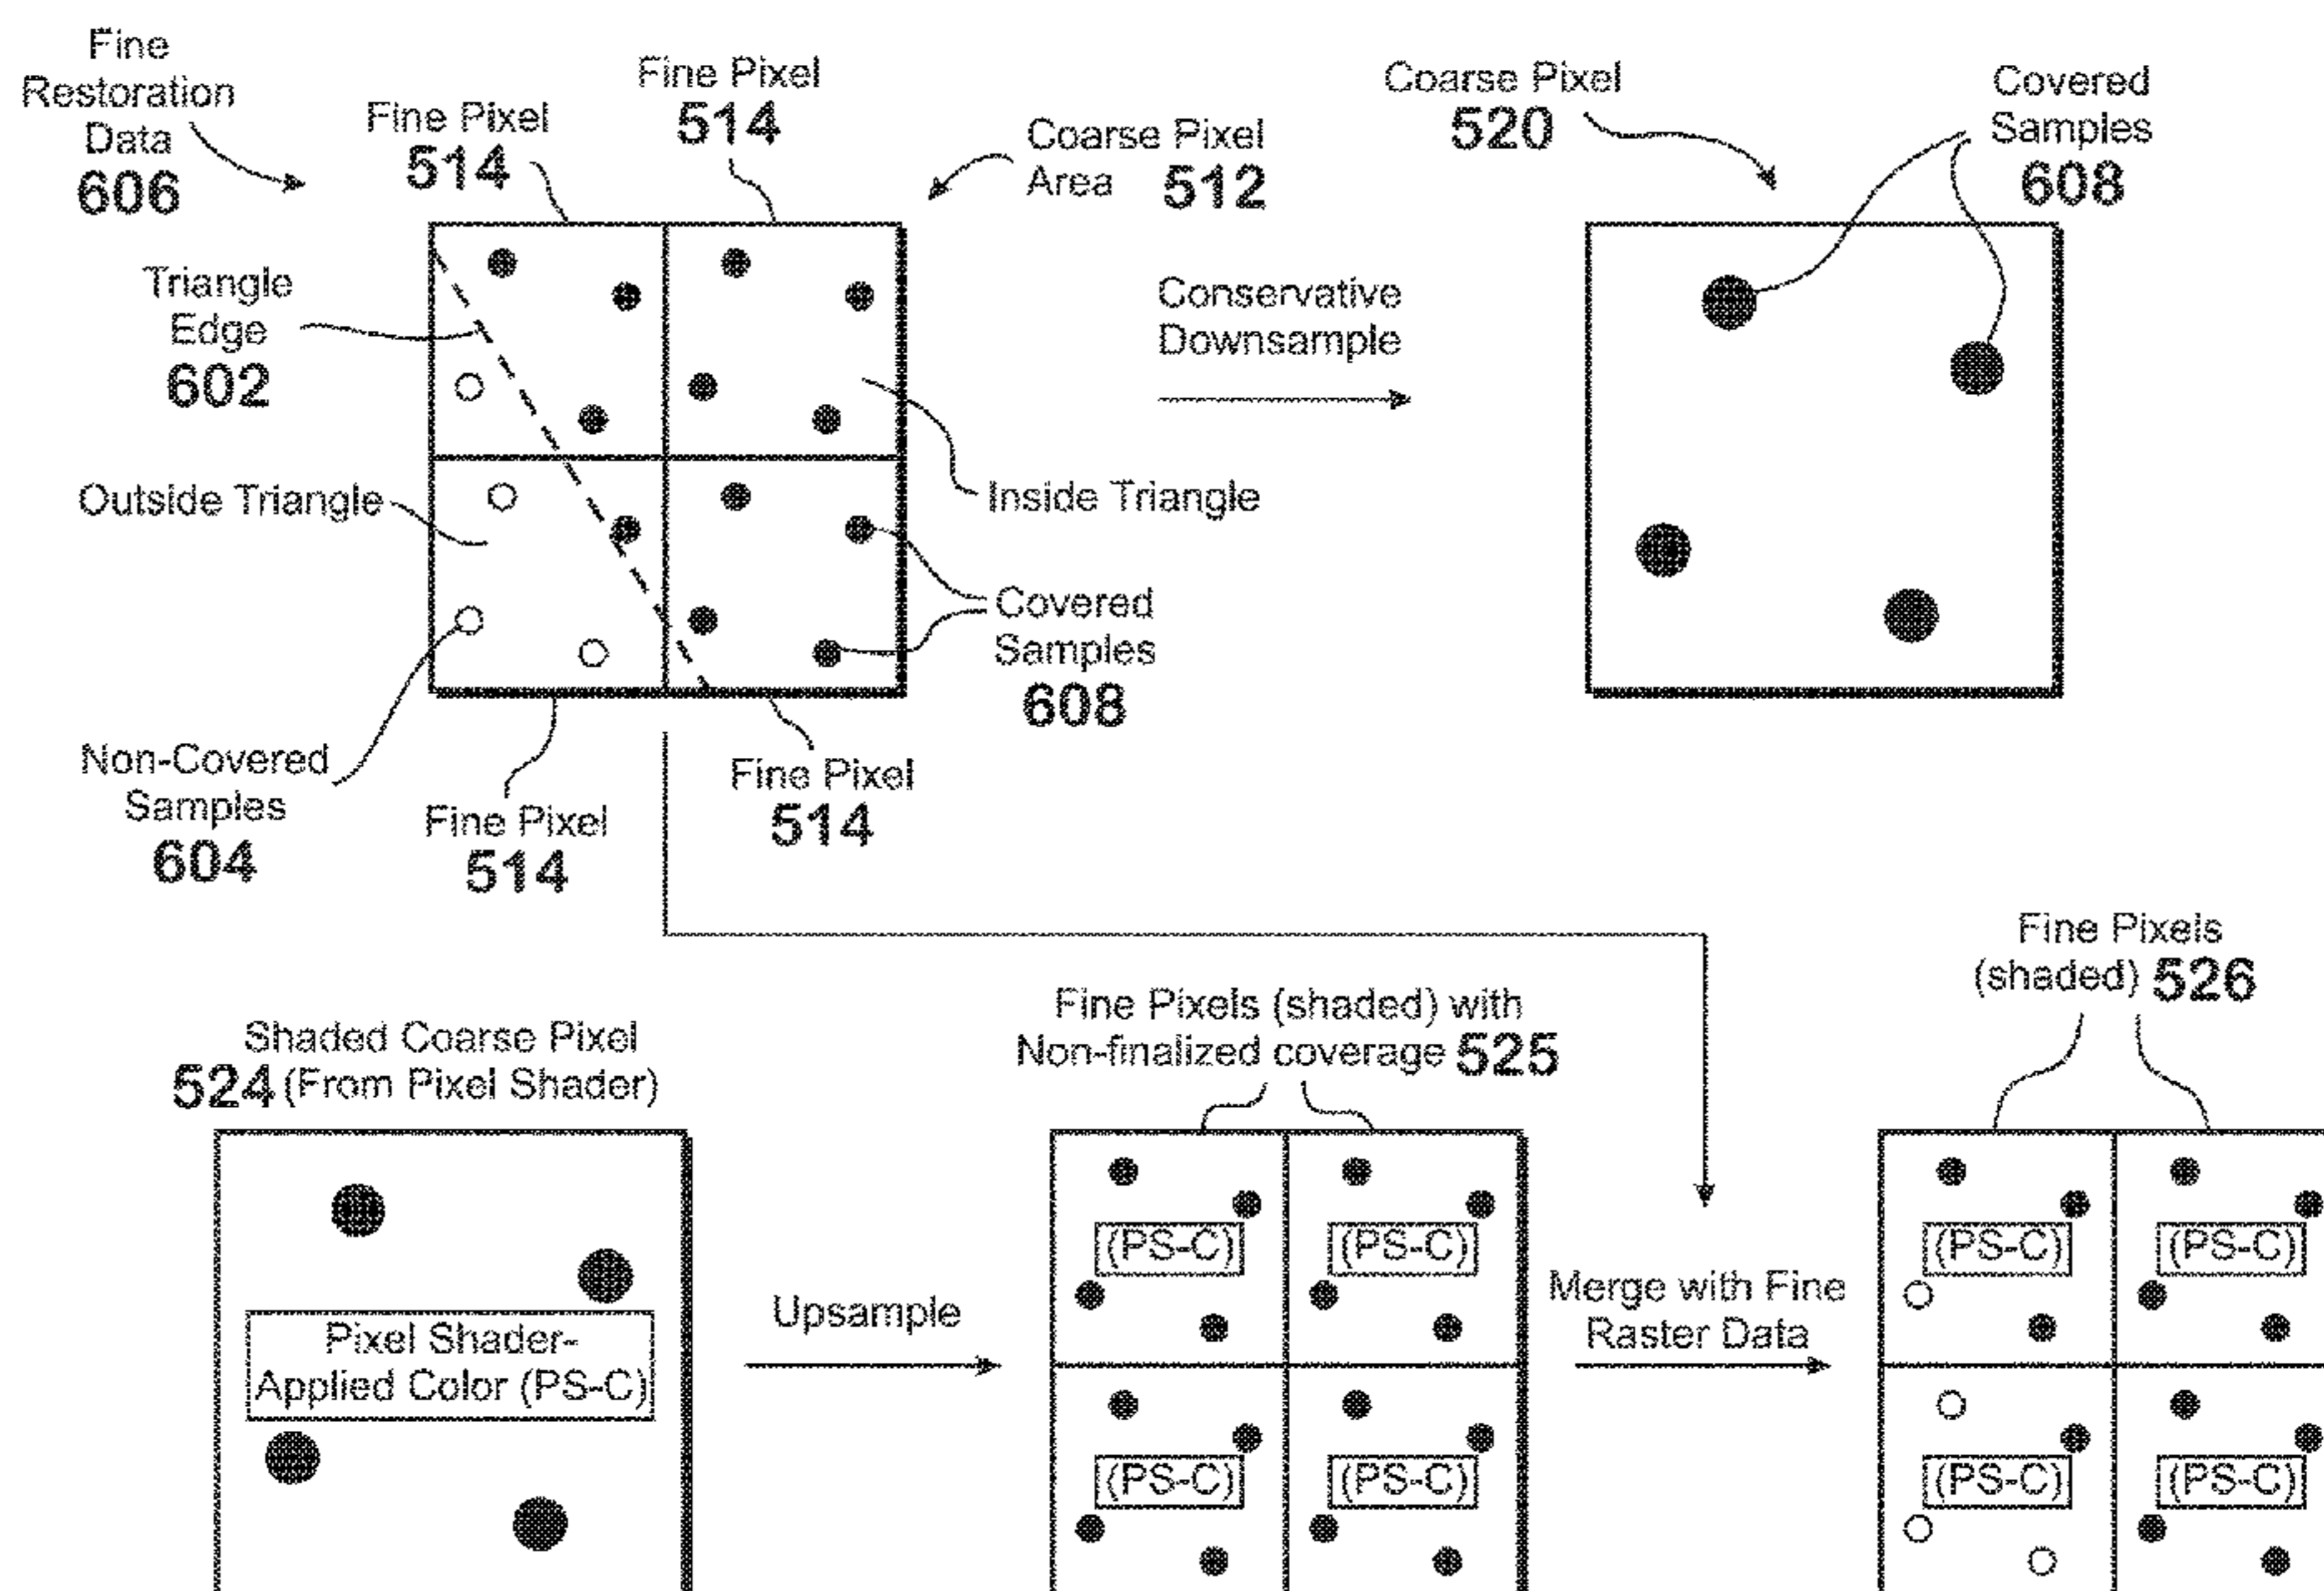 Fine
Restoration
Data
606
Fine Pixel
514
Fine Pixel
514
Coarse Pixel
Area 512
Coarse Pixel
520
Covered
Samples
608
Triangle
Edge
602
Conservative
Downsample
Outside Triangle
Inside Triangle
Covered
Samples
608
Non-Covered
Samples
604
Fine Pixel
514
Fine Pixel
514
Fine Pixels
(shaded) 526
Fine Pixels (shaded) with
Non-finalized coverage 525
Shaded Coarse Pixel
524 (From Pixel Shader)
Pixel Shader-
Applied Color (PS-C)
Upsample
(PS-C) (PS-C)
(PS-C) (PS-C)
Merge with Fine
Raster Data
(PS-C) (PS-C)
(PS-C) (PS-C)